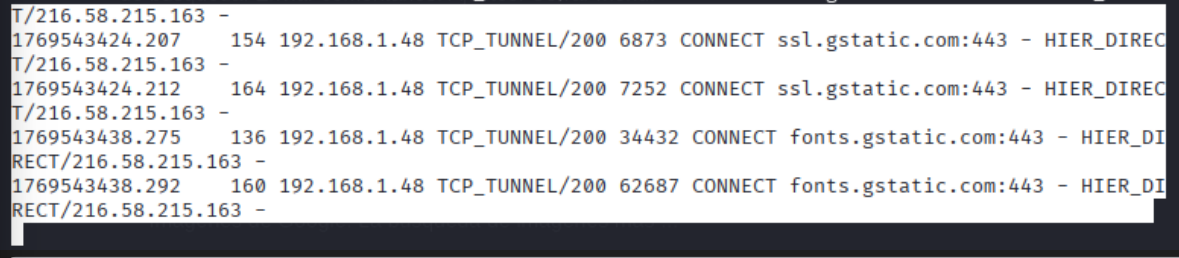 T/216.58.215.163 -
1769543424.207    154 192.168.1.48 TCP_TUNNEL/200 6873 CONNECT ssl.gstatic.com:443 - HIER_DIREC
T/216.58.215.163 -
1769543424.212    164 192.168.1.48 TCP_TUNNEL/200 7252 CONNECT ssl.gstatic.com:443 - HIER_DIREC
T/216.58.215.163 -
1769543438.275    136 192.168.1.48 TCP_TUNNEL/200 34432 CONNECT fonts.gstatic.com:443 - HIER_DI
RECT/216.58.215.163 -
1769543438.292    160 192.168.1.48 TCP_TUNNEL/200 62687 CONNECT fonts.gstatic.com:443 - HIER_DI
RECT/216.58.215.163 -